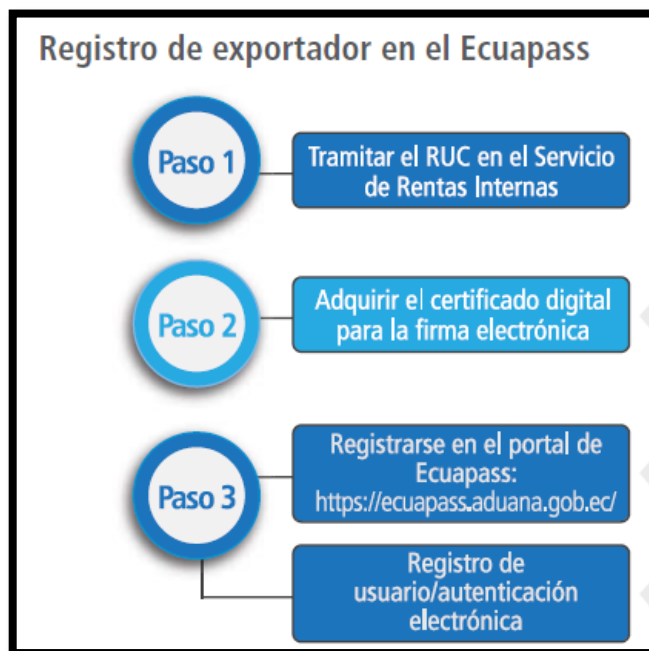 Registro de exportador en el Ecuapass
Paso 1
Tramitar el RUC en el Servicio
de Rentas Internas
Paso 2
Adquirir el certificado digital
para la firma electrónica
Paso 3
Registrarse en el portal de
Ecuapass:
https://ecuapass.aduana.gob.ec/
Registro de
usuario/autenticación
electrónica